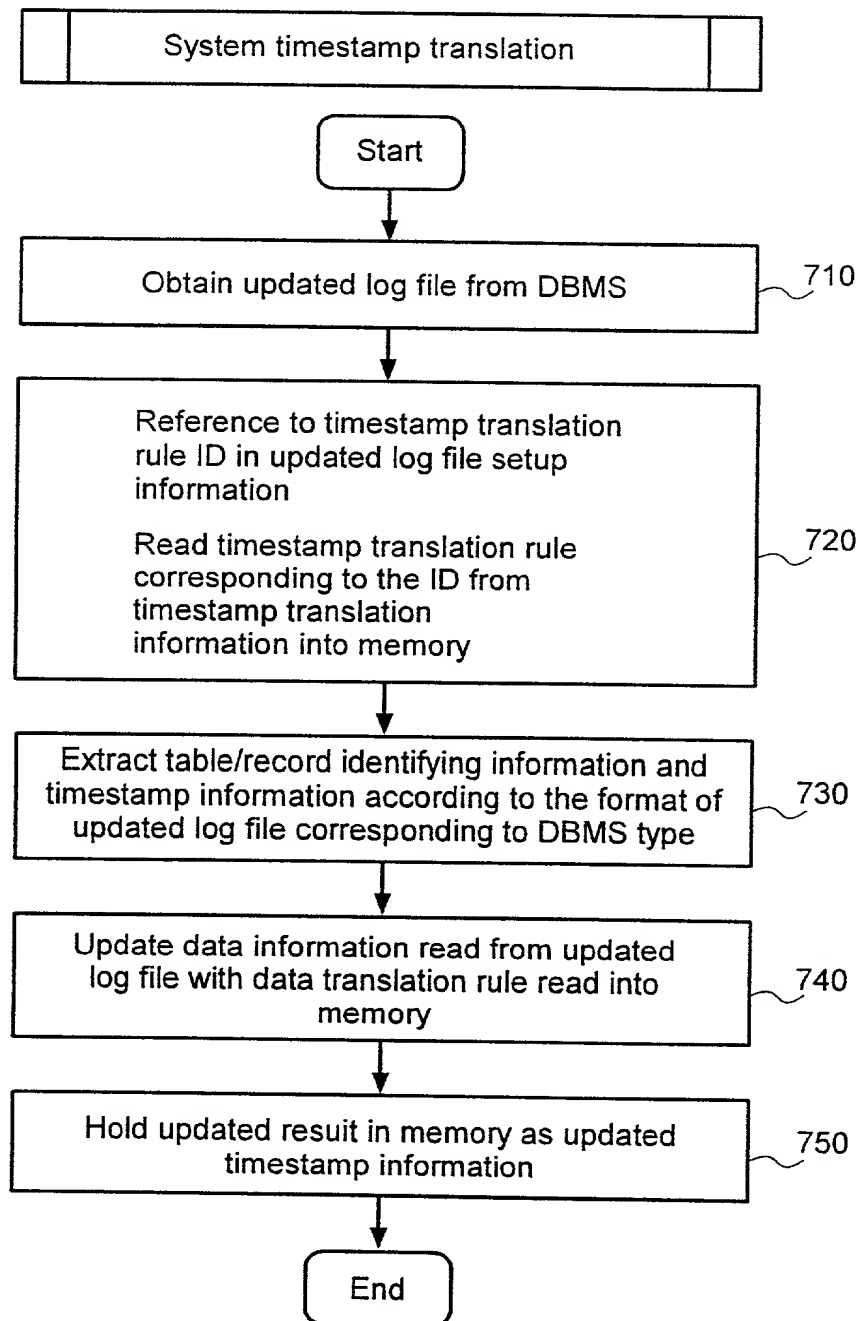 System timestamp translation
Start
Obtain updated log file from DBMS
710
Reference to timestamp translation
rule ID in updated log file setup
information
Read timestamp translation rule
corresponding to the ID from
timestamp translation
information into memory
720
Extract table/record identifying information and
timestamp information according to the format of
updated log file corresponding to DBMS type
730
Update data information read from updated
log file with data translation rule read into
memory
740
Hold updated resuit in memory as updated
timestamp information
750
End